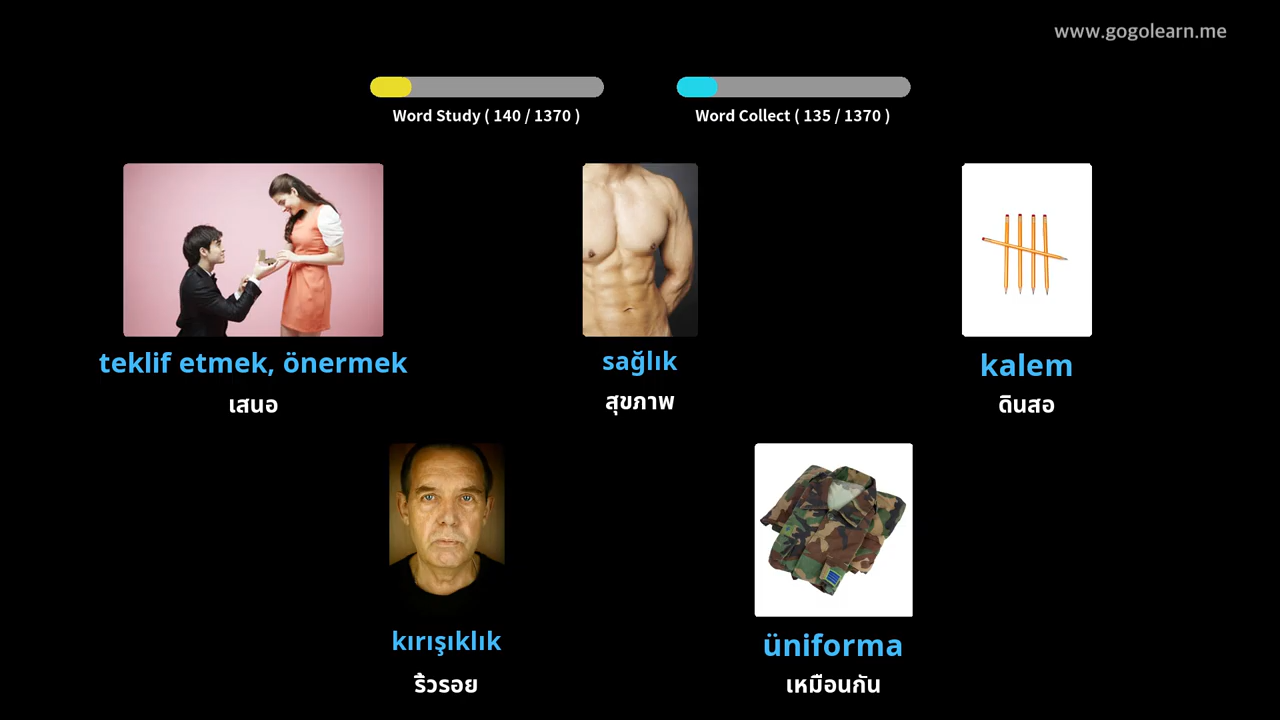 www.gogolearn.me
Word Study ( 140 / 1370 )
Word Collect ( 135 / 1370 )
teklif etmek, önermek
เสนอ
sağlık
สุขภาพ
kalem
ดินสอ
kırışıklık
ริ้วรอย
üniforma
เหมือนกัน